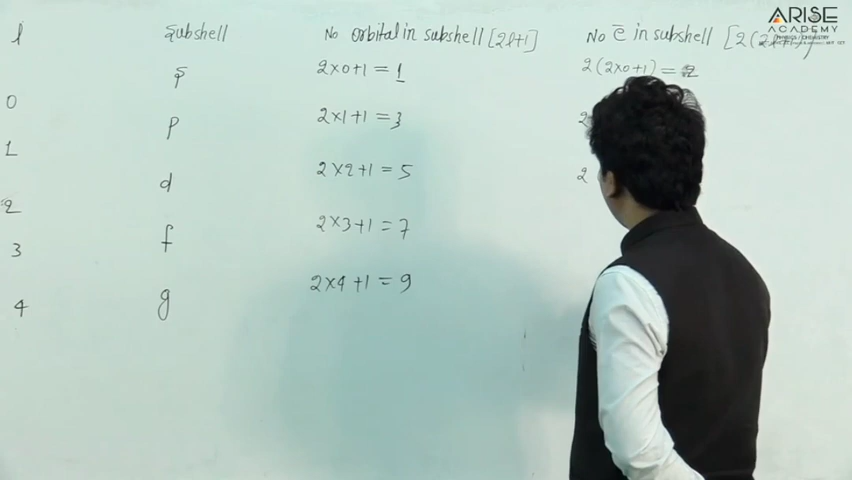 l Subshell No orbital in subshell [2l+1] No ē in subshell [2(2l+1)]
ARISE
ACADEMY
PHYSICS / CHEMISTRY
0 s 2×0+1 = 1 2(2×0+1) = 2
1 p 2×1+1 = 3 2
2 d 2×2+1 = 5 2
3 f 2×3+1 = 7
4 g 2×4+1 = 9